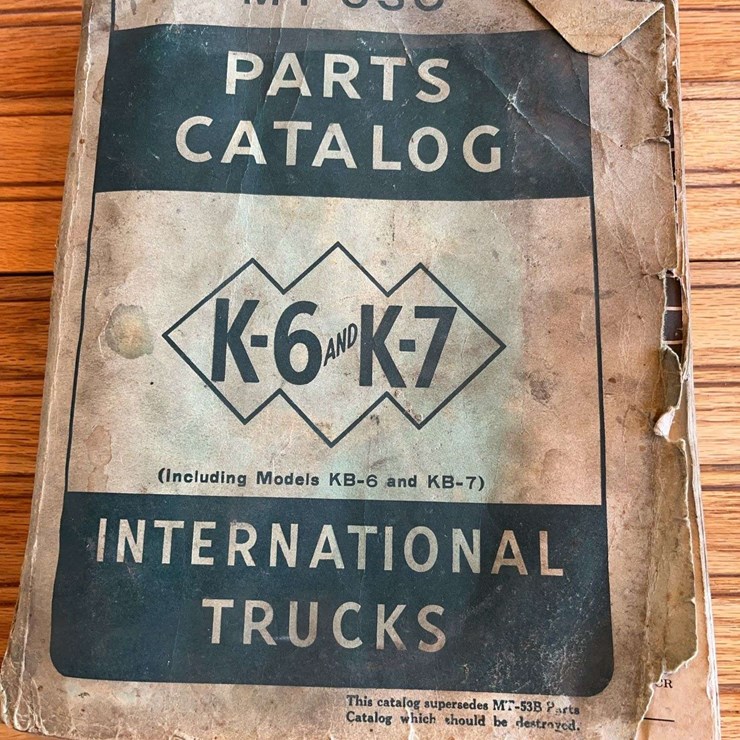 PARTS
CATALOG
K-6 AND K-7
(Including Models KB-6 and KB-7)
INTERNATIONAL
TRUCKS
This catalog supersedes MT-53B Parts
Catalog which should be destroyed.